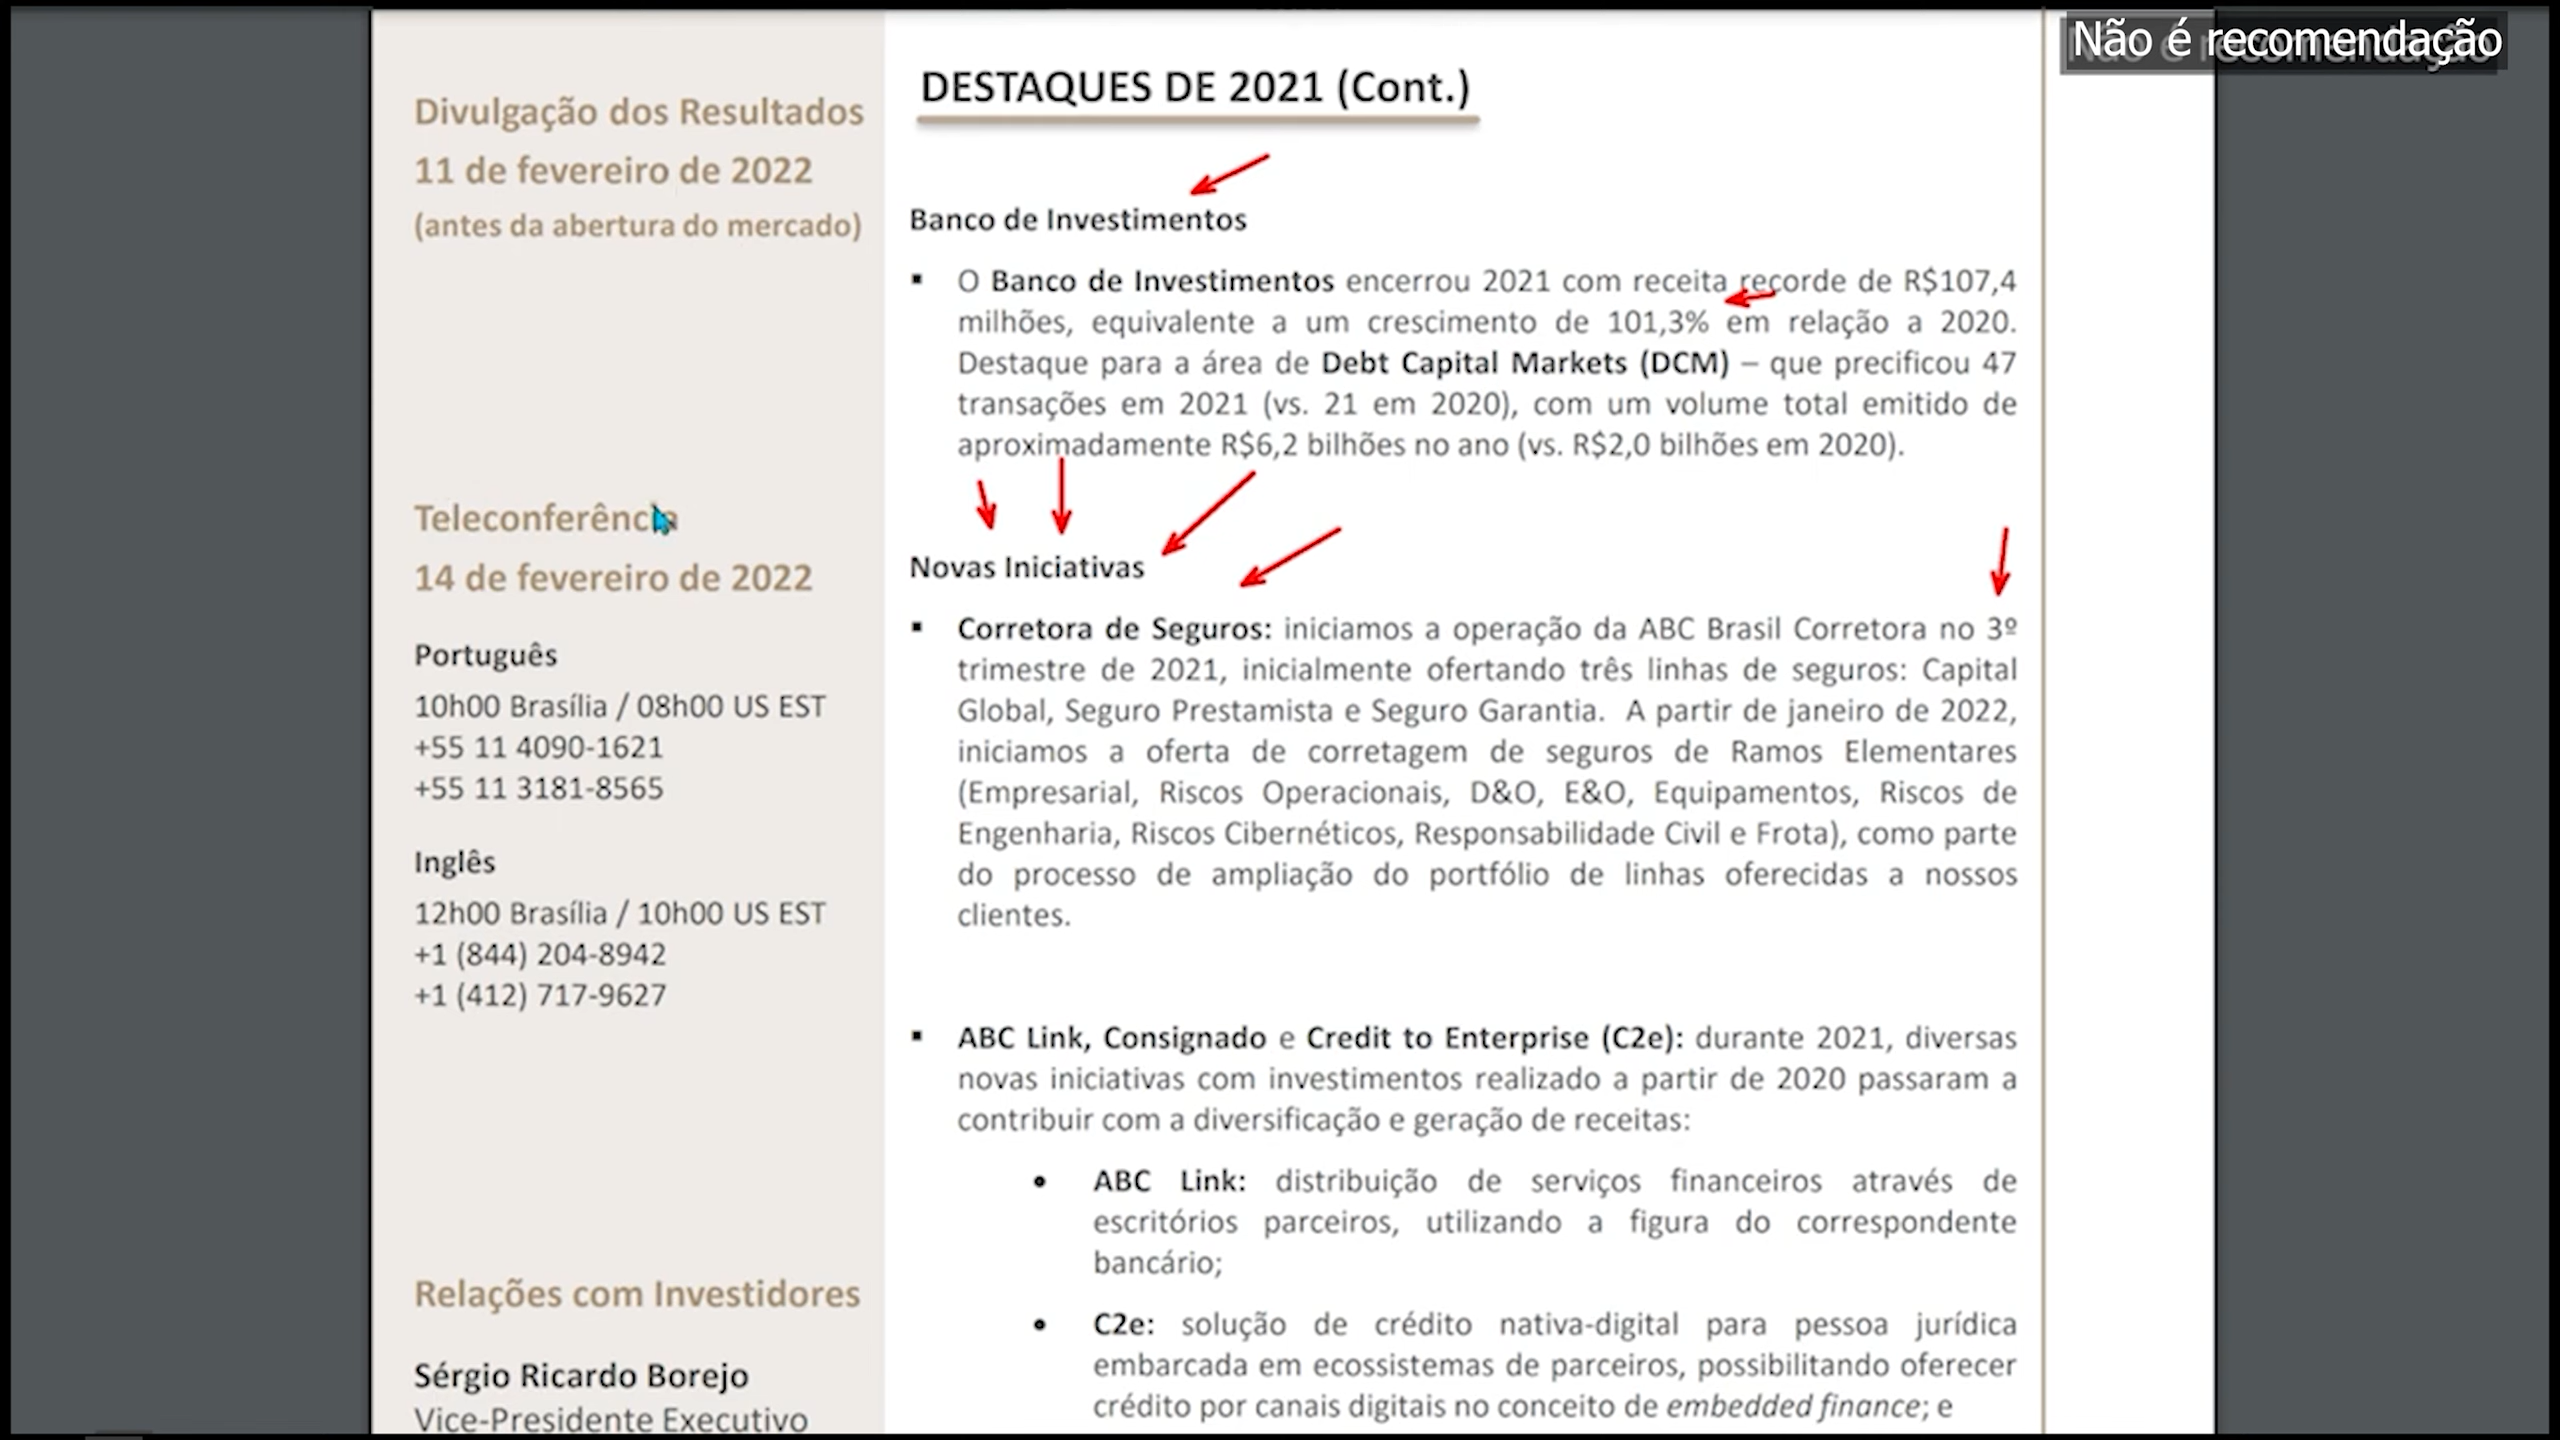 Não é recomendação
Divulgação dos Resultados
11 de fevereiro de 2022
(antes da abertura do mercado)
Teleconferência
14 de fevereiro de 2022
Português
10h00 Brasília / 08h00 US EST
+55 11 4090-1621
+55 11 3181-8565
Inglês
12h00 Brasília / 10h00 US EST
+1 (844) 204-8942
+1 (412) 717-9627
Relações com Investidores
Sérgio Ricardo Borejo
Vice-Presidente Executivo
DESTAQUES DE 2021 (Cont.)
Banco de Investimentos
▪ O Banco de Investimentos encerrou 2021 com receita recorde de R$107,4
milhões, equivalente a um crescimento de 101,3% em relação a 2020.
Destaque para a área de Debt Capital Markets (DCM) – que precificou 47
transações em 2021 (vs. 21 em 2020), com um volume total emitido de
aproximadamente R$6,2 bilhões no ano (vs. R$2,0 bilhões em 2020).
Novas Iniciativas
▪ Corretora de Seguros: iniciamos a operação da ABC Brasil Corretora no 3º
trimestre de 2021, inicialmente ofertando três linhas de seguros: Capital
Global, Seguro Prestamista e Seguro Garantia. A partir de janeiro de 2022,
iniciamos a oferta de corretagem de seguros de Ramos Elementares
(Empresarial, Riscos Operacionais, D&O, E&O, Equipamentos, Riscos de
Engenharia, Riscos Cibernéticos, Responsabilidade Civil e Frota), como parte
do processo de ampliação do portfólio de linhas oferecidas a nossos
clientes.
▪ ABC Link, Consignado e Credit to Enterprise (C2e): durante 2021, diversas
novas iniciativas com investimentos realizado a partir de 2020 passaram a
contribuir com a diversificação e geração de receitas:
• ABC Link: distribuição de serviços financeiros através de
escritórios parceiros, utilizando a figura do correspondente
bancário;
• C2e: solução de crédito nativa-digital para pessoa jurídica
embarcada em ecossistemas de parceiros, possibilitando oferecer
crédito por canais digitais no conceito de embedded finance; e